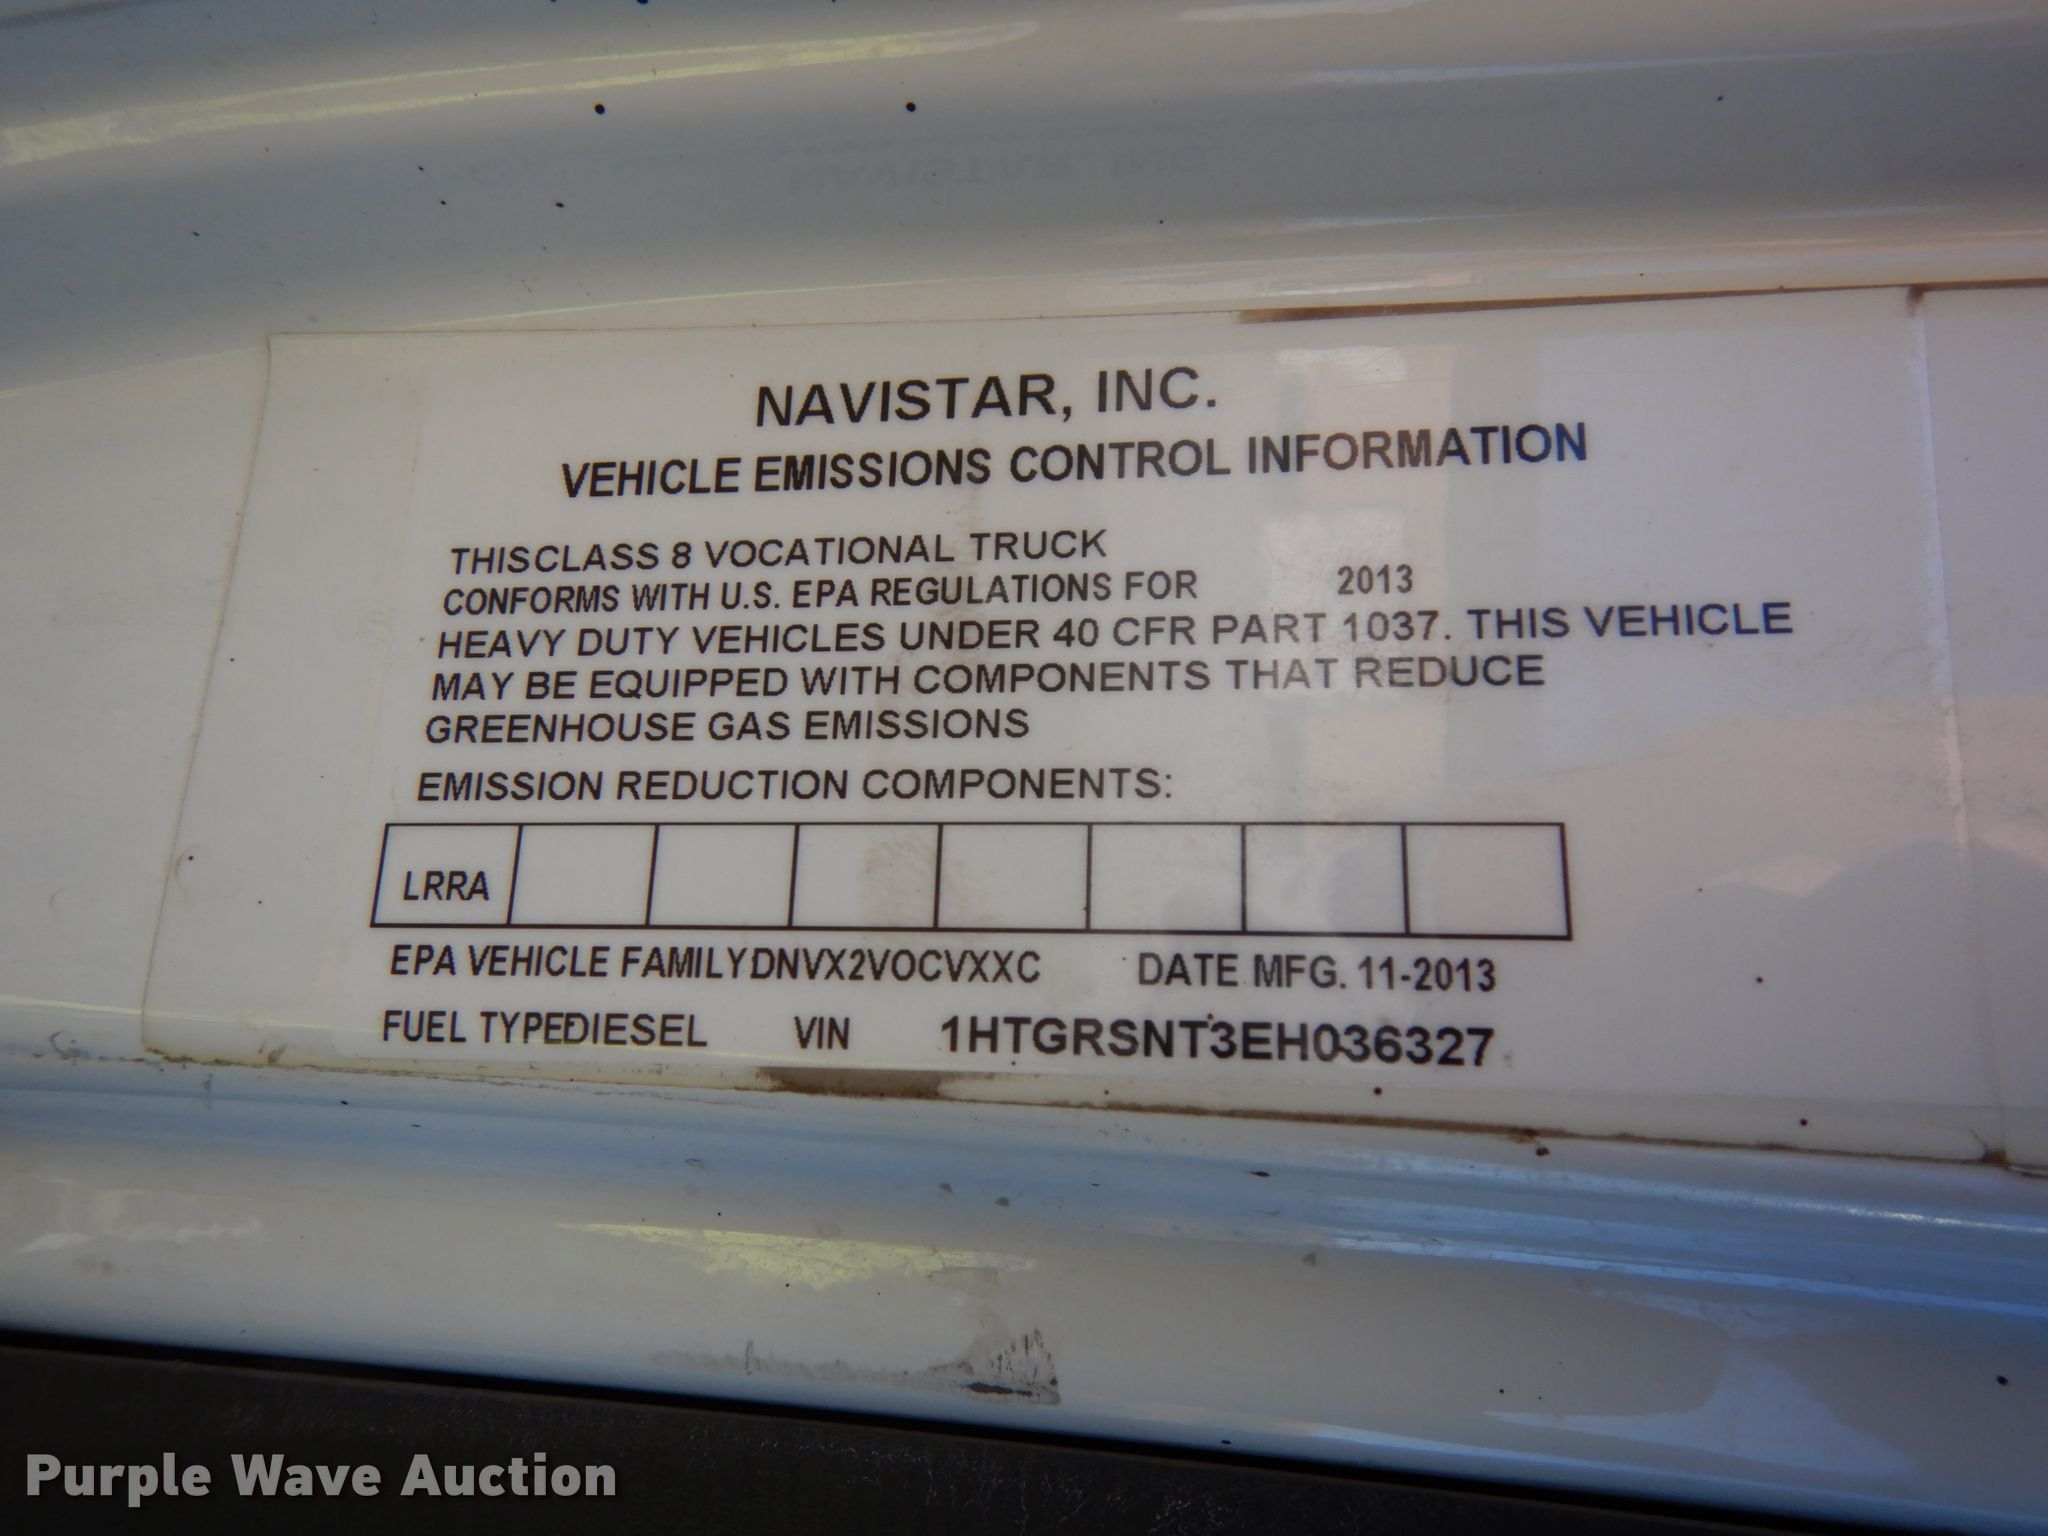 NAVISTAR, INC.
VEHICLE EMISSIONS CONTROL INFORMATION
THISCLASS 8 VOCATIONAL TRUCK
CONFORMS WITH U.S. EPA REGULATIONS FOR 2013
HEAVY DUTY VEHICLES UNDER 40 CFR PART 1037. THIS VEHICLE
MAY BE EQUIPPED WITH COMPONENTS THAT REDUCE
GREENHOUSE GAS EMISSIONS
EMISSION REDUCTION COMPONENTS:
LRRA
EPA VEHICLE FAMILYDNVX2VOCVXXC DATE MFG. 11-2013
FUEL TYPEDIESEL VIN 1HTGRSNT3EH036327
Purple Wave Auction